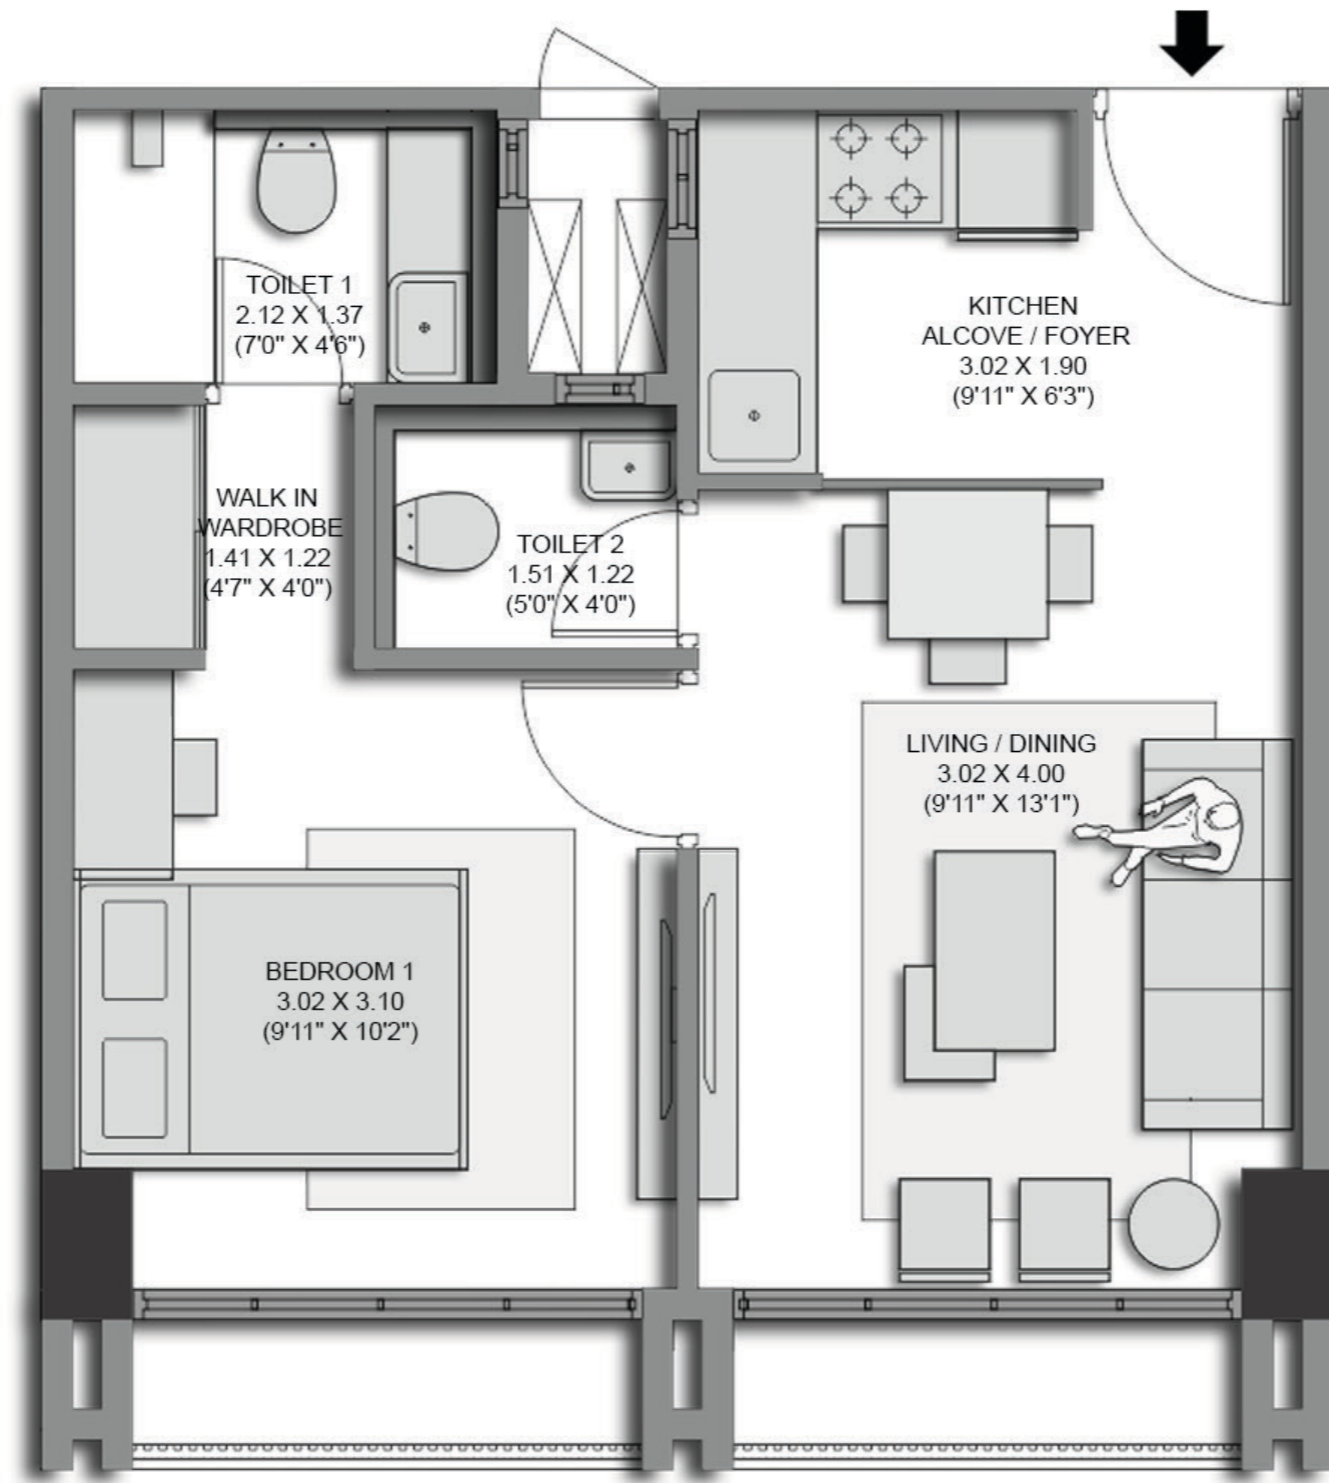 TOILET 1
2.12 X 1.37
(7'0" X 4'6")
KITCHEN
ALCOVE / FOYER
3.02 X 1.90
(9'11" X 6'3")
WALK IN
WARDROBE
1.41 X 1.22
(4'7" X 4'0")
TOILET 2
1.51 X 1.22
(5'0" X 4'0")
LIVING / DINING
3.02 X 4.00
(9'11" X 13'1")
BEDROOM 1
3.02 X 3.10
(9'11" X 10'2")